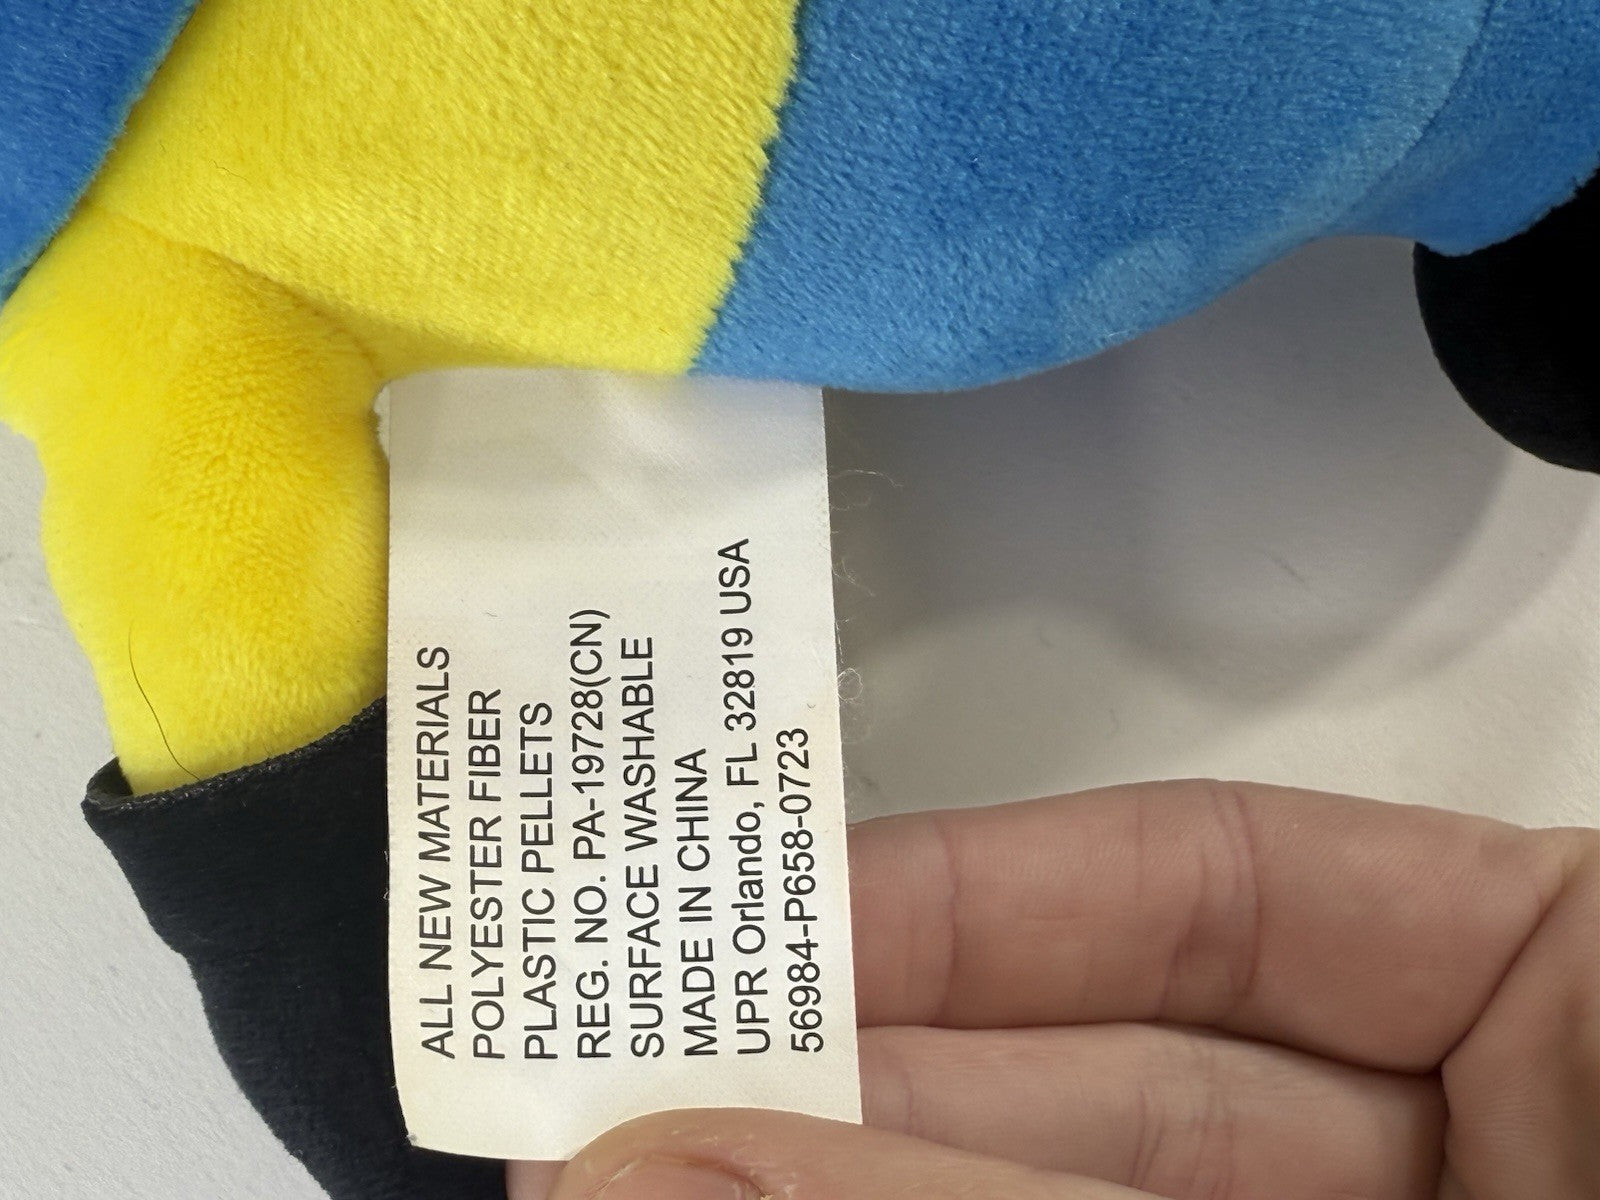 ALL NEW MATERIALS
POLYESTER FIBER
PLASTIC PELLETS
REG. NO. PA-19728(CN)
SURFACE WASHABLE
MADE IN CHINA
UPR Orlando, FL 32819 USA
56984-P658-0723